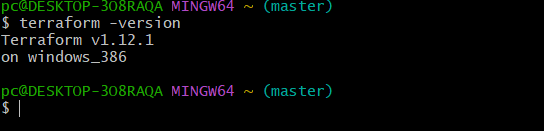 pc@DESKTOP-3O8RAQA MINGW64 ~ (master)
$ terraform -version
Terraform v1.12.1
on windows_386
pc@DESKTOP-3O8RAQA MINGW64 ~ (master)
$